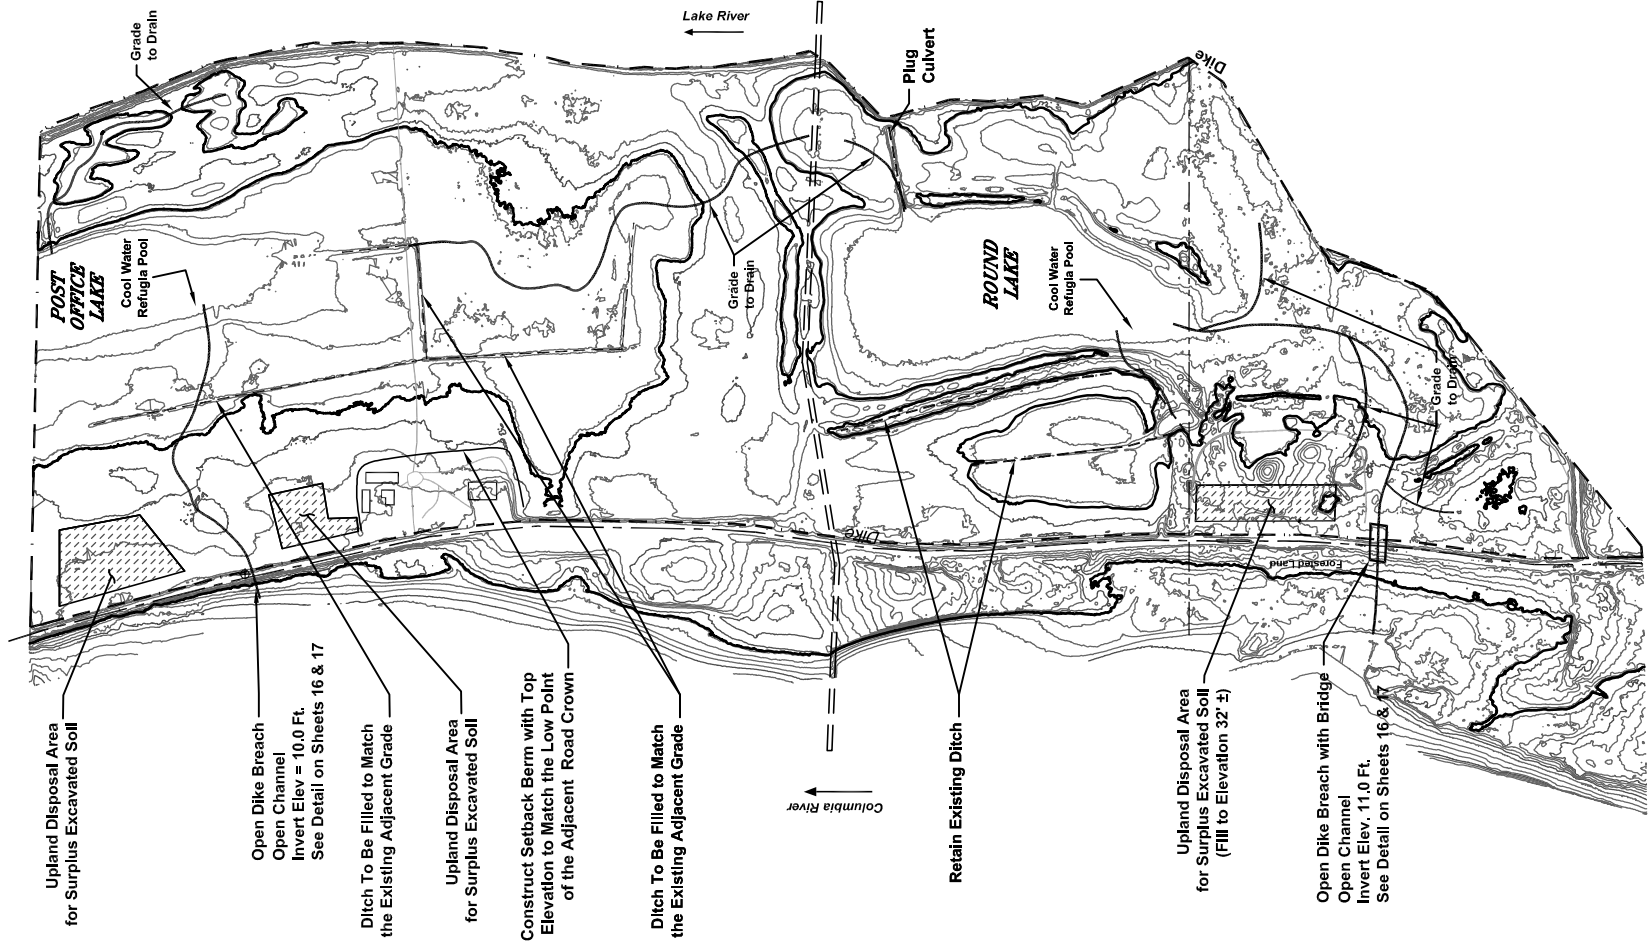 Grade
to Drain
Lake River
Plug
Culvert
Dike
POST
OFFICE
LAKE
Cool Water
Refugia Pool
Grade
to Drain
ROUND
LAKE
Cool Water
Refugia Pool
Grade
to Drain
Dike
Forested Land
Columbia River
Upland Disposal Area
for Surplus Excavated Soil
Open Dike Breach
Open Channel
Invert Elev = 10.0 Ft.
See Detail on Sheets 16 & 17
Ditch To Be Filled to Match
the Existing Adjacent Grade
Upland Disposal Area
for Surplus Excavated Soil
Construct Setback Berm with Top
Elevation to Match the Low Point
of the Adjacent Road Crown
Ditch To Be Filled to Match
the Existing Adjacent Grade
Retain Existing Ditch
Upland Disposal Area
for Surplus Excavated Soil
(Fill to Elevation 32' ±)
Open Dike Breach with Bridge
Open Channel
Invert Elev. 11.0 Ft.
See Detail on Sheets 16 & 17